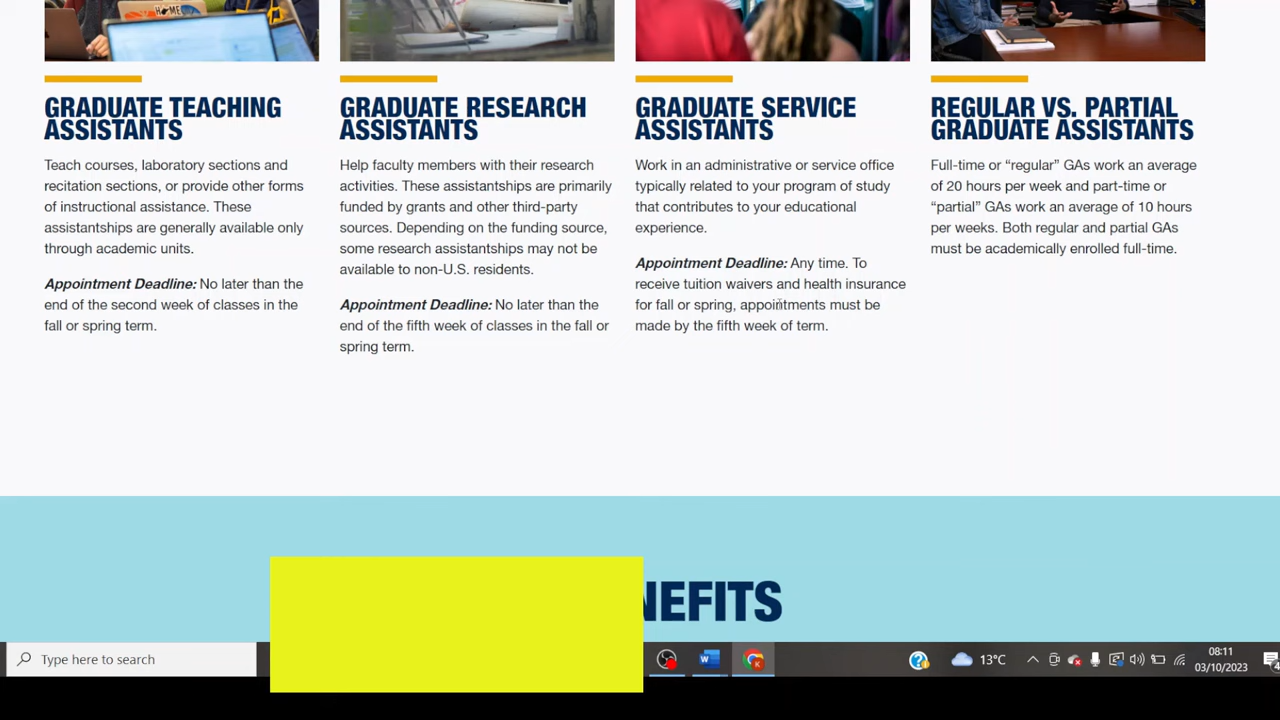 HOME
GRADUATE TEACHING
ASSISTANTS
Teach courses, laboratory sections and
recitation sections, or provide other forms
of instructional assistance. These
assistantships are generally available only
through academic units.
Appointment Deadline: No later than the
end of the second week of classes in the
fall or spring term.
GRADUATE RESEARCH
ASSISTANTS
Help faculty members with their research
activities. These assistantships are primarily
funded by grants and other third-party
sources. Depending on the funding source,
some research assistantships may not be
available to non-U.S. residents.
Appointment Deadline: No later than the
end of the fifth week of classes in the fall or
spring term.
GRADUATE SERVICE
ASSISTANTS
Work in an administrative or service office
typically related to your program of study
that contributes to your educational
experience.
Appointment Deadline: Any time. To
receive tuition waivers and health insurance
for fall or spring, appointments must be
made by the fifth week of term.
REGULAR VS. PARTIAL
GRADUATE ASSISTANTS
Full-time or “regular” GAs work an average
of 20 hours per week and part-time or
“partial” GAs work an average of 10 hours
per weeks. Both regular and partial GAs
must be academically enrolled full-time.
NEFITS
Type here to search
13°C
08:11
03/10/2023
4